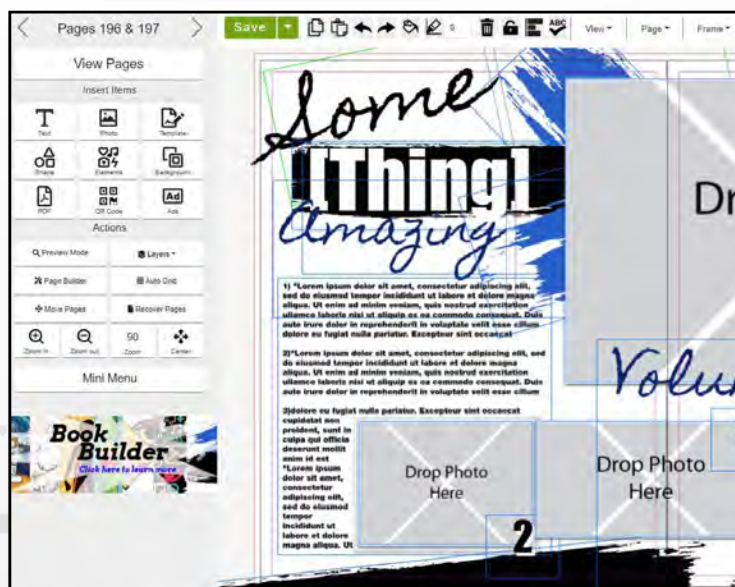 Pages 196 & 197
Save
0
ABC
View
Page
Frame
View Pages
Insert Items
T
Text
Photo
Template
Shape
Elements
Background
PDF
QR Code
Ad
Ads
Actions
Preview Mode
Layers
Page Builder
Auto Grid
Move Pages
Recover Pages
90
Zoom in
Zoom out
Zoom
Center
Mini Menu
Book
Builder
Click here to learn more
Some
[Thing]
Amazing
1) "Lorem ipsum dolor sit amet, consectetur adipiscing elit,
sed do eiusmod tempor incididunt ut labore et dolore magna
aliqua. Ut enim ad minim veniam, quis nostrud exercitation
ullamco laboris nisi ut aliquip ex ea commodo consequat. Duis
aute irure dolor in reprehenderit in voluptate velit esse cillum
dolore eu fugiat nulla pariatur. Excepteur sint occaecat
2)"Lorem ipsum dolor sit amet, consectetur adipiscing elit, sed
do eiusmod tempor incididunt ut labore et dolore magna
aliqua. Ut enim ad minim veniam, quis nostrud exercitation
ullamco laboris nisi ut aliquip ex ea commodo consequat. Duis
aute irure dolor in reprehenderit in voluptate velit esse cillum
3)dolore eu fugiat nulla pariatur. Excepteur sint occaecat
cupidatat non
proident, sunt in
culpa qui officia
deserunt mollit
anim id est
"Lorem ipsum
dolor sit amet,
consectetur
adipiscing elit,
sed do eiusmod
tempor
incididunt ut
labore et dolore
magna aliqua. Ut
Dr
Volu
Drop Photo
Here
2
Drop Photo
Here